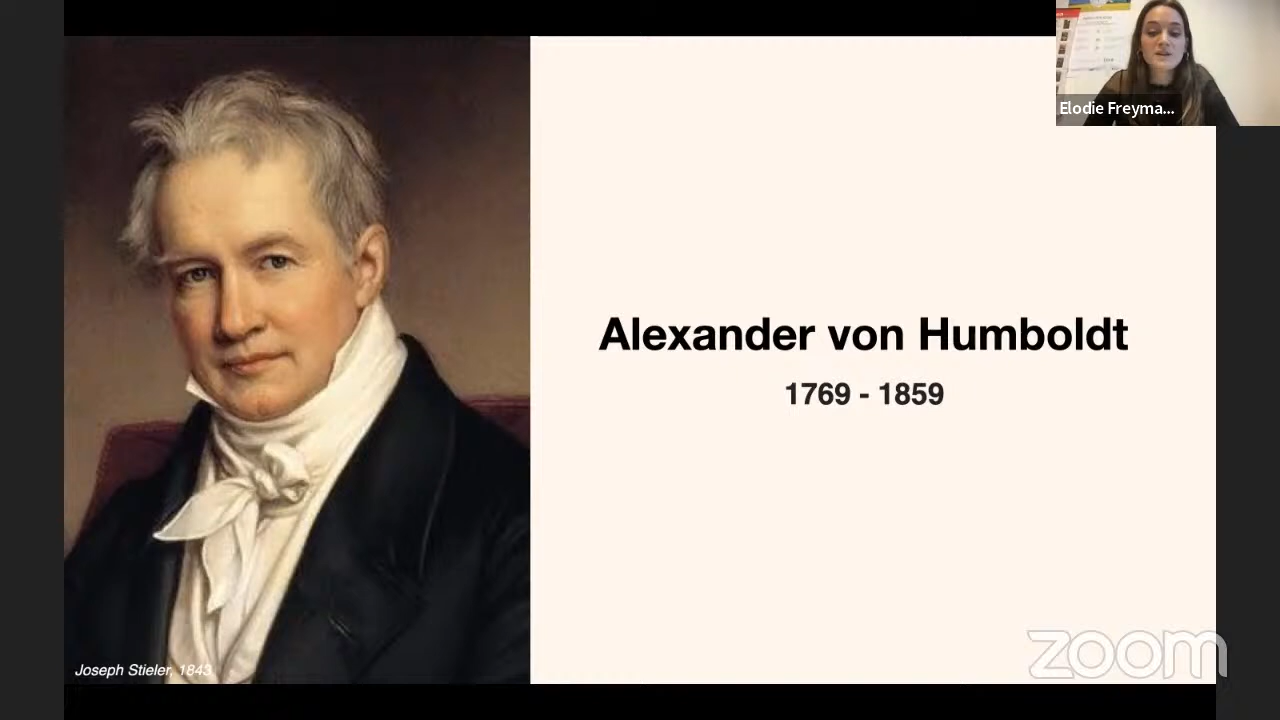 Elodie Freyma...
Alexander von Humboldt
1769 - 1859
Joseph Stieler, 1843
zoom